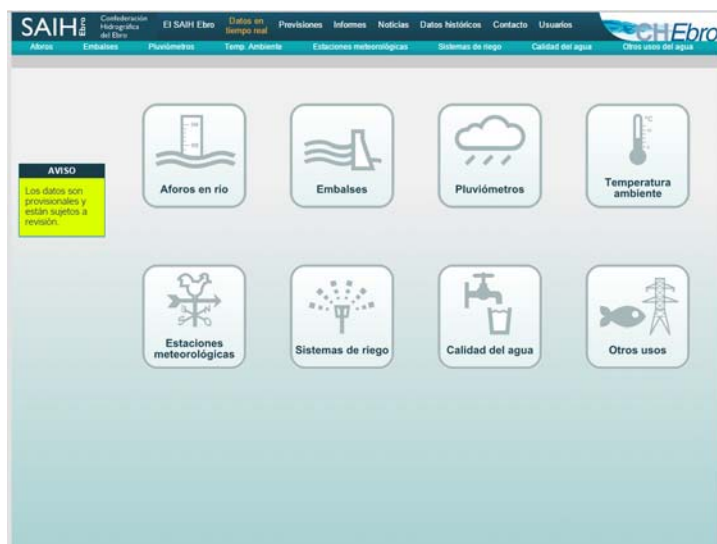 SAIH Ebro
Confederación
Hidrográfica
del Ebro
El SAIH Ebro
Datos en
tiempo real
Previsiones
Informes
Noticias
Datos históricos
Contacto
Usuarios
CHEbro
Aforos
Embalses
Pluviómetros
Temp. Ambiente
Estaciones meteorológicas
Sistemas de riego
Calidad del agua
Otros usos del agua
Aforos en río
Embalses
Pluviómetros
Temperatura
ambiente
AVISO
Los datos son
provisionales y
están sujetos a
revisión.
Estaciones
meteorológicas
Sistemas de riego
Calidad del agua
Otros usos